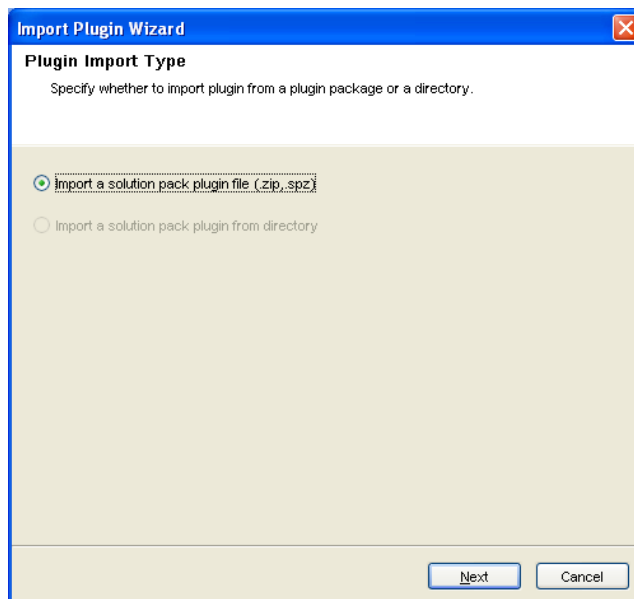 Import Plugin Wizard
Plugin Import Type
Specify whether to import plugin from a plugin package or a directory.
Import a solution pack plugin file (.zip,.spz)
Import a solution pack plugin from directory
Next
Cancel